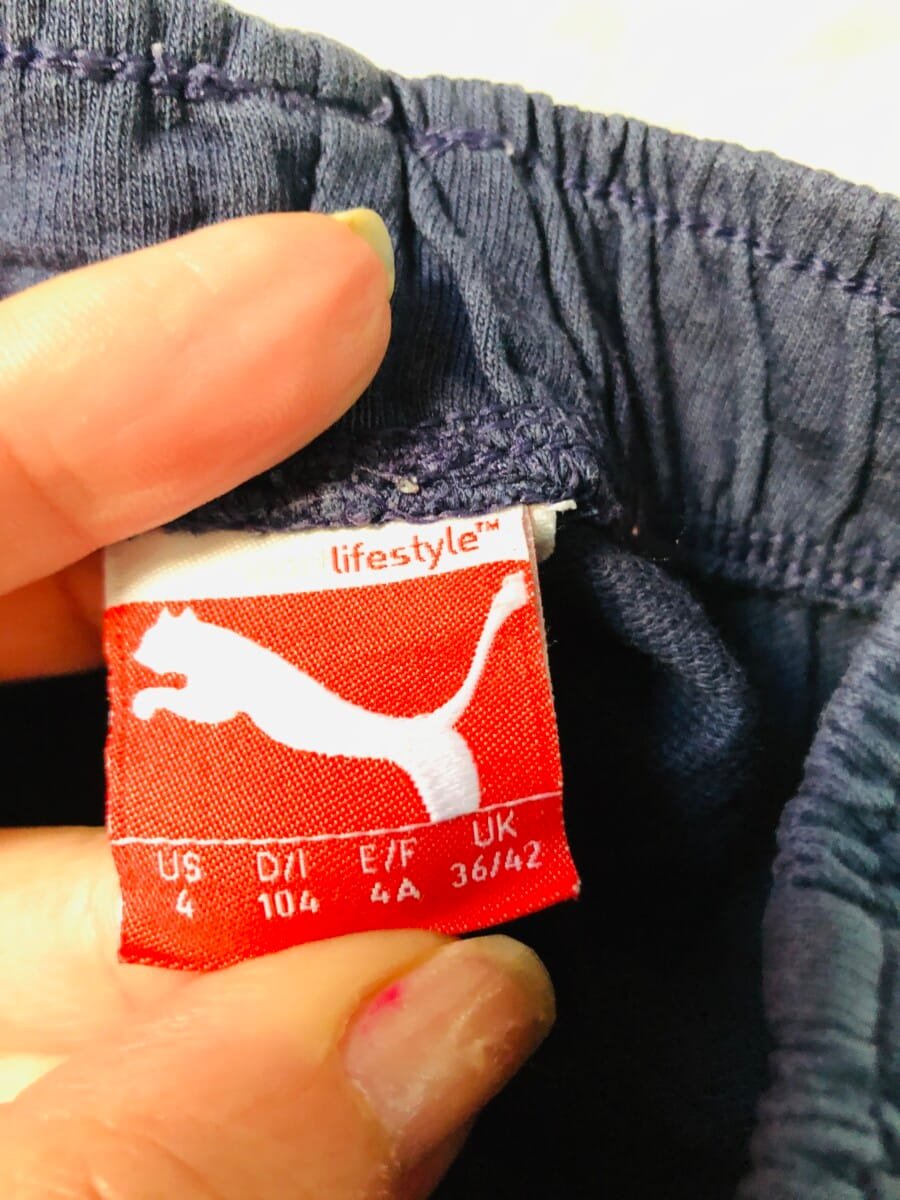 lifestyle™
US D/I E/F UK
4 104 4A 36/42